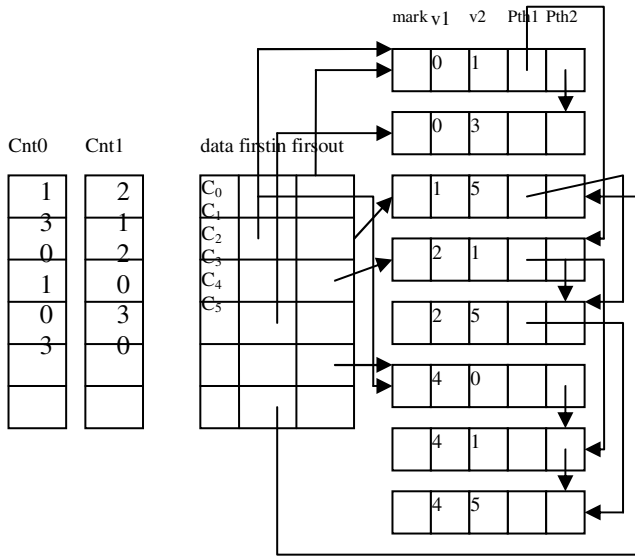 mark v1 v2 Pth1 Pth2
0 1
0 3
Cnt0 Cnt1 data firstin firsout
1 2 C0 1 5
3 1 C1
0 2 C2 2 1
1 0 C3
0 3 C4 2 5
3 0 C5
4 0
4 1
4 5